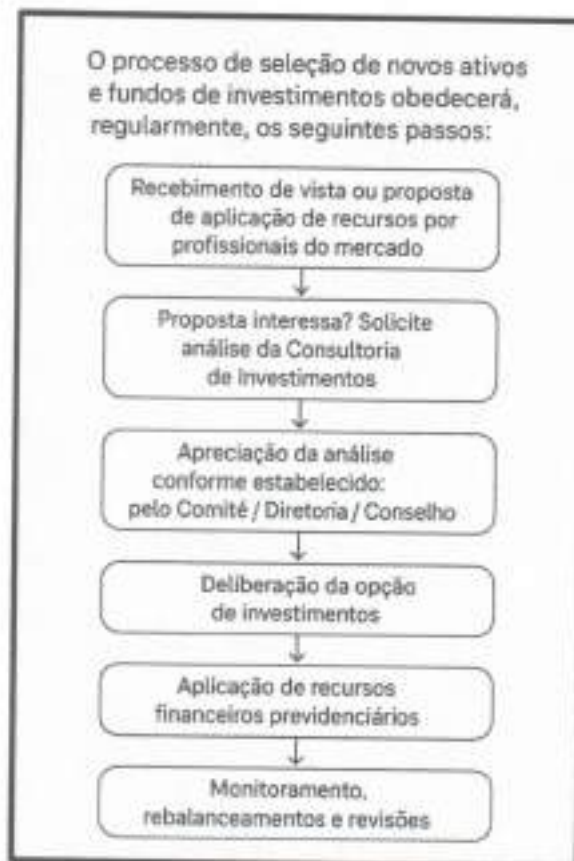 O processo de seleção de novos ativos
e fundos de investimentos obedecerá,
regularmente, os seguintes passos:
Recebimento de vista ou proposta
de aplicação de recursos por
profissionais do mercado
Proposta interessa? Solicite
análise da Consultoria
de Investimentos
Apreciação da análise
conforme estabelecido:
pelo Comité / Diretoria / Conselho
Deliberação da opção
de investimentos
Aplicação de recursos
financeiros previdenciários
Monitoramento,
rebalanceamentos e revisões